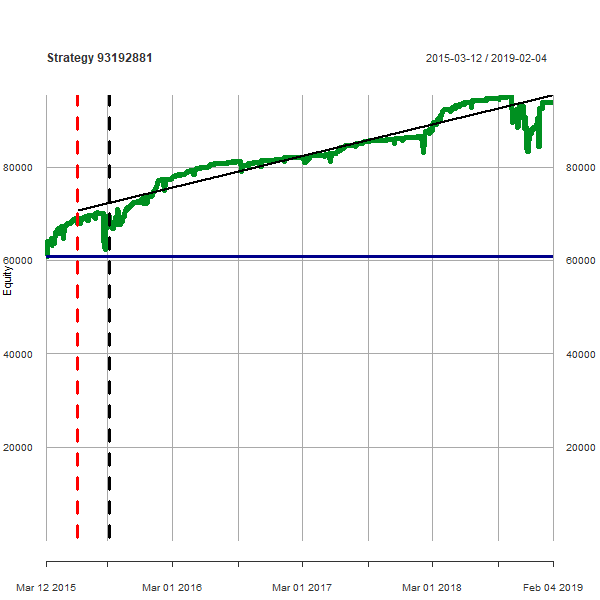 Strategy 93192881
2015-03-12 / 2019-02-04
80000
80000
60000
60000
Equity
40000
40000
20000
20000
Mar 12 2015
Mar 01 2016
Mar 01 2017
Mar 01 2018
Feb 04 2019